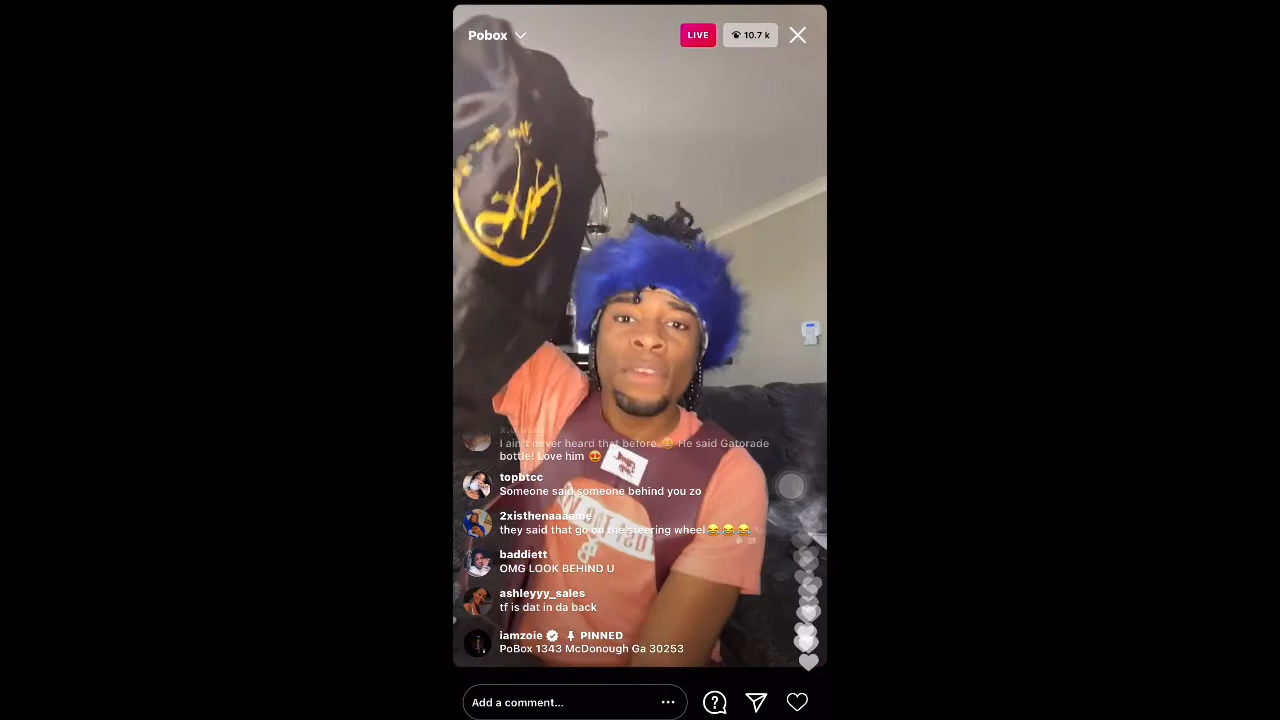 Pobox
LIVE
10.7 k
I ain't never heard that before 😊 He said Gatorade
bottle! Love him 😍
topbtcc
Someone said someone behind you zo
2xisthenaaaame
they said that go on the steering wheel😂😂😂
baddiett
OMG LOOK BEHIND U
ashleyyy_sales
tf is dat in da back
iamzoie PINNED
PoBox 1343 McDonough Ga 30253
Add a comment...